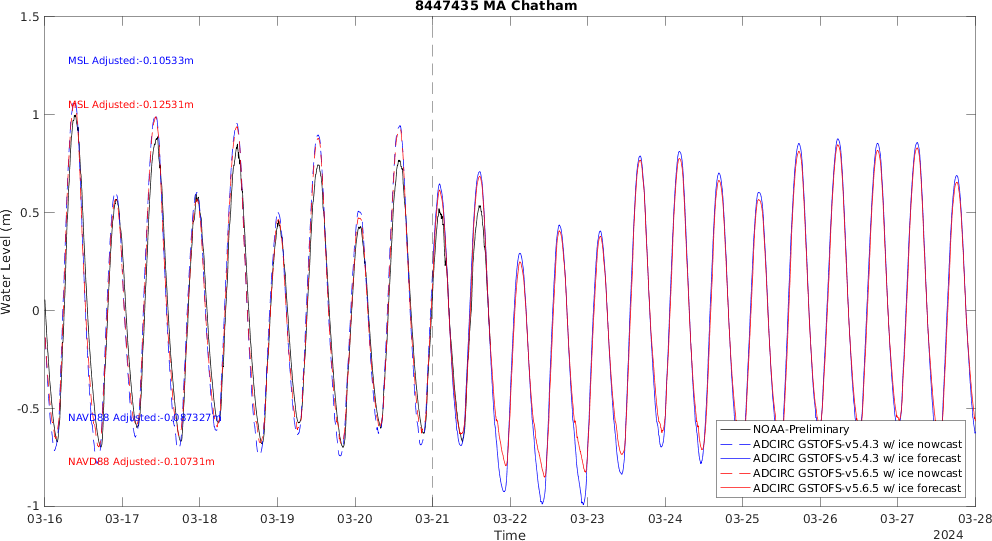 8447435 MA Chatham
1.5
1
0.5
0
-0.5
-1
Water Level (m)
MSL Adjusted:-0.10533m
MSL Adjusted:-0.12531m
NAVD88 Adjusted:-0.087327m
NAVD88 Adjusted:-0.10731m
NOAA-Preliminary
ADCIRC GSTOFS-v5.4.3 w/ ice nowcast
ADCIRC GSTOFS-v5.4.3 w/ ice forecast
ADCIRC GSTOFS-v5.6.5 w/ ice nowcast
ADCIRC GSTOFS-v5.6.5 w/ ice forecast
03-16 03-17 03-18 03-19 03-20 03-21 03-22 03-23 03-24 03-25 03-26 03-27 03-28
Time
2024